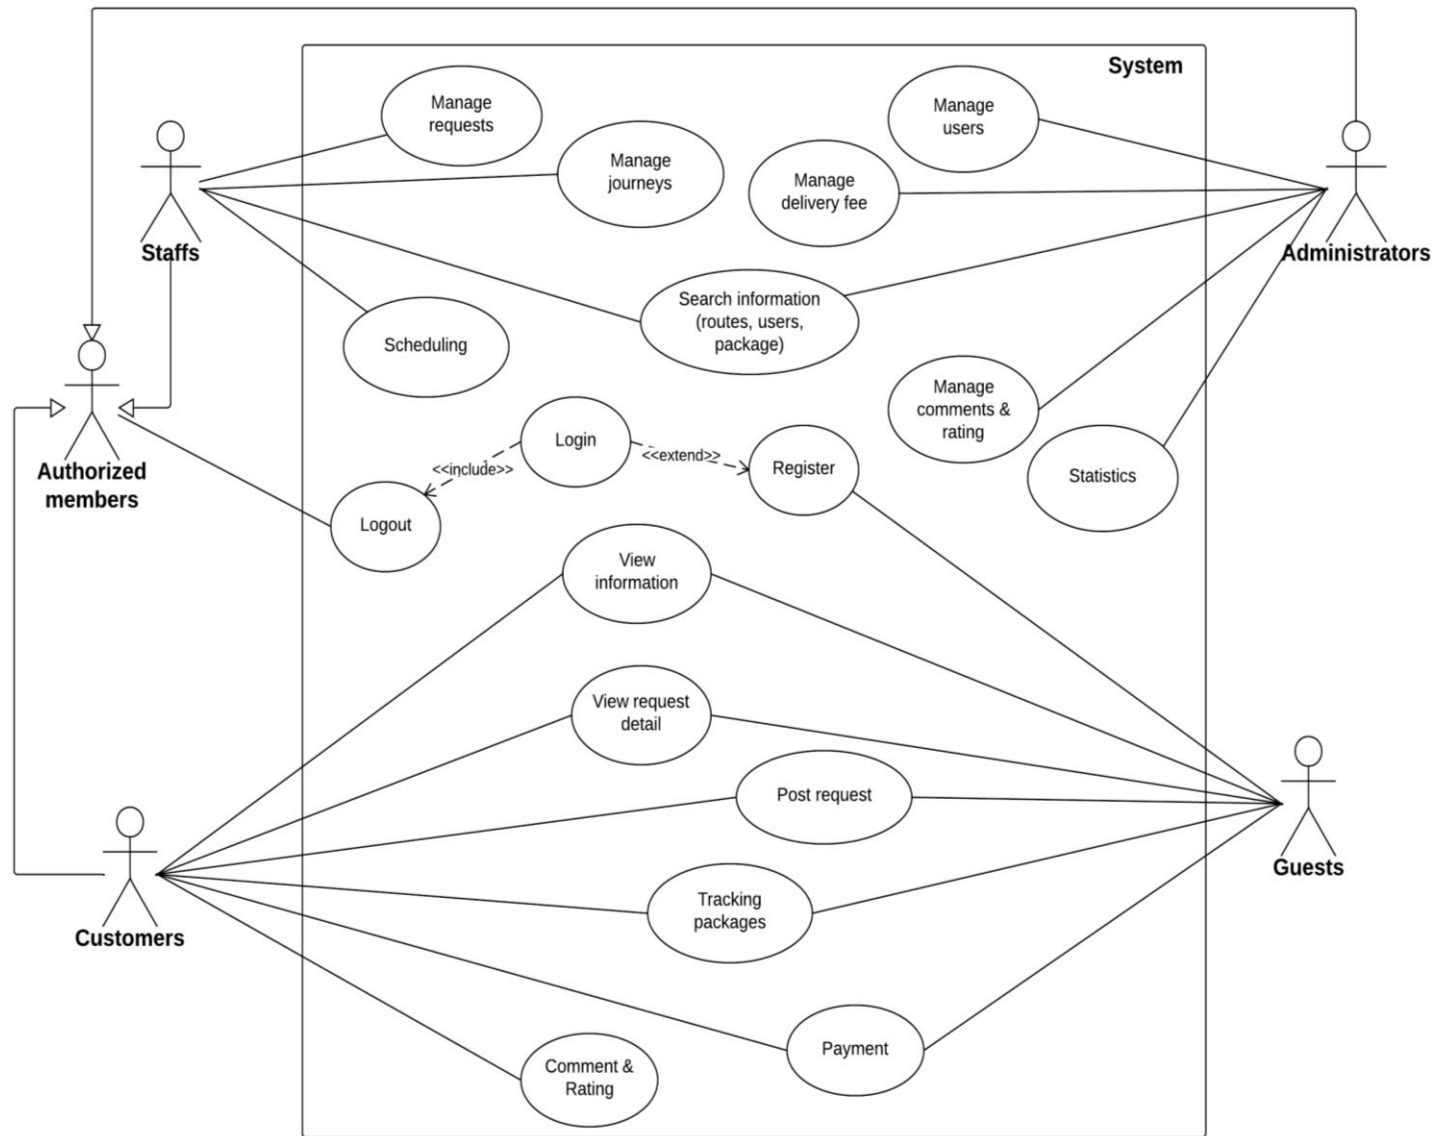 System
Manage
requests
Manage
users
Manage
journeys
Manage
delivery fee
Staffs
Administrators
Search information
(routes, users,
package)
Scheduling
Manage
comments &
rating
Login
<<include>>
<<extend>>
Register
Statistics
Authorized
members
Logout
View
information
View request
detail
Post request
Guests
Tracking
packages
Customers
Payment
Comment &
Rating